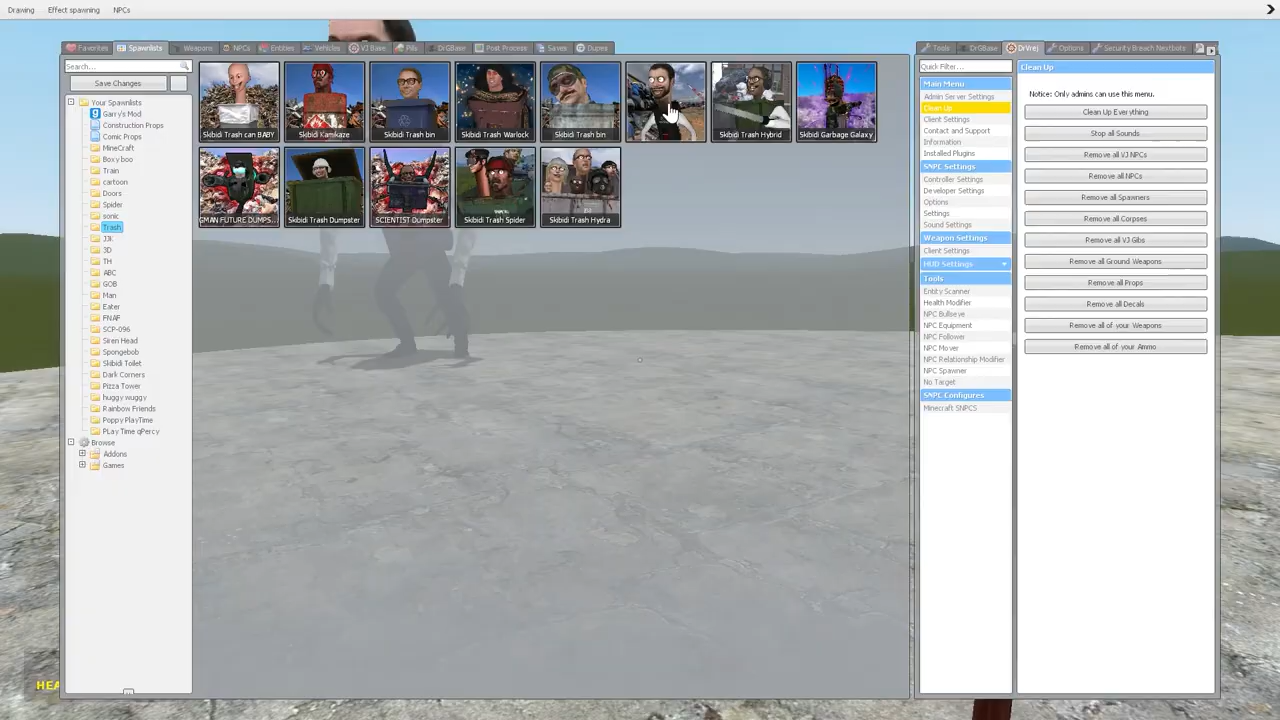 Drawing Effect spawning NPCs
Favorites Spawnlists Weapons NPCs Entities Vehicles VJ Base Pills DrGBase Post Process Saves Dupes
Tools DrGBase DrVrej Options Security Breach Nextbots
Search...
Save Changes
Your Spawnlists
Garry's Mod
Construction Props
Comic Props
MineCraft
Boxy boo
Train
cartoon
Doors
Spider
sonic
Trash
JJK
JD
TH
ABC
GOB
Man
Eater
FNAF
SCP-096
Siren Head
Spongebob
Skibidi Toilet
Dark Corners
Pizza Tower
huggy wuggy
Rainbow Friends
Poppy PlayTime
PLay Time qPercy
Browse
Addons
Games
Skibidi Trash can BABY
Skibidi Kamikaze
Skibidi Trash bin
Skibidi Trash Warlock
Skibidi Trash bin
Skibidi Trash Hybrid
Skibidi Garbage Galaxy
GMAN FUTURE DUMPS...
Skibidi Trash Dumpster
SCIENTIST Dumpster
Skibidi Trash Spider
Skibidi Trash Hydra
Quick Filter...
Main Menu
Admin Server Settings
Clean Up
Client Settings
Contact and Support
Information
Installed Plugins
SNPC Settings
Controller Settings
Developer Settings
Options
Settings
Sound Settings
Weapon Settings
Client Settings
HUD Settings
Tools
Entity Scanner
Health Modifier
NPC Bullseye
NPC Equipment
NPC Follower
NPC Mover
NPC Relationship Modifier
NPC Spawner
No Target
SNPC Configures
Minecraft SNPCS
Clean Up
Notice: Only admins can use this menu.
Clean Up Everything
Stop all Sounds
Remove all VJ NPCs
Remove all NPCs
Remove all Spawners
Remove all Corpses
Remove all VJ Gibs
Remove all Ground Weapons
Remove all Props
Remove all Decals
Remove all of your Weapons
Remove all of your Ammo
HEA